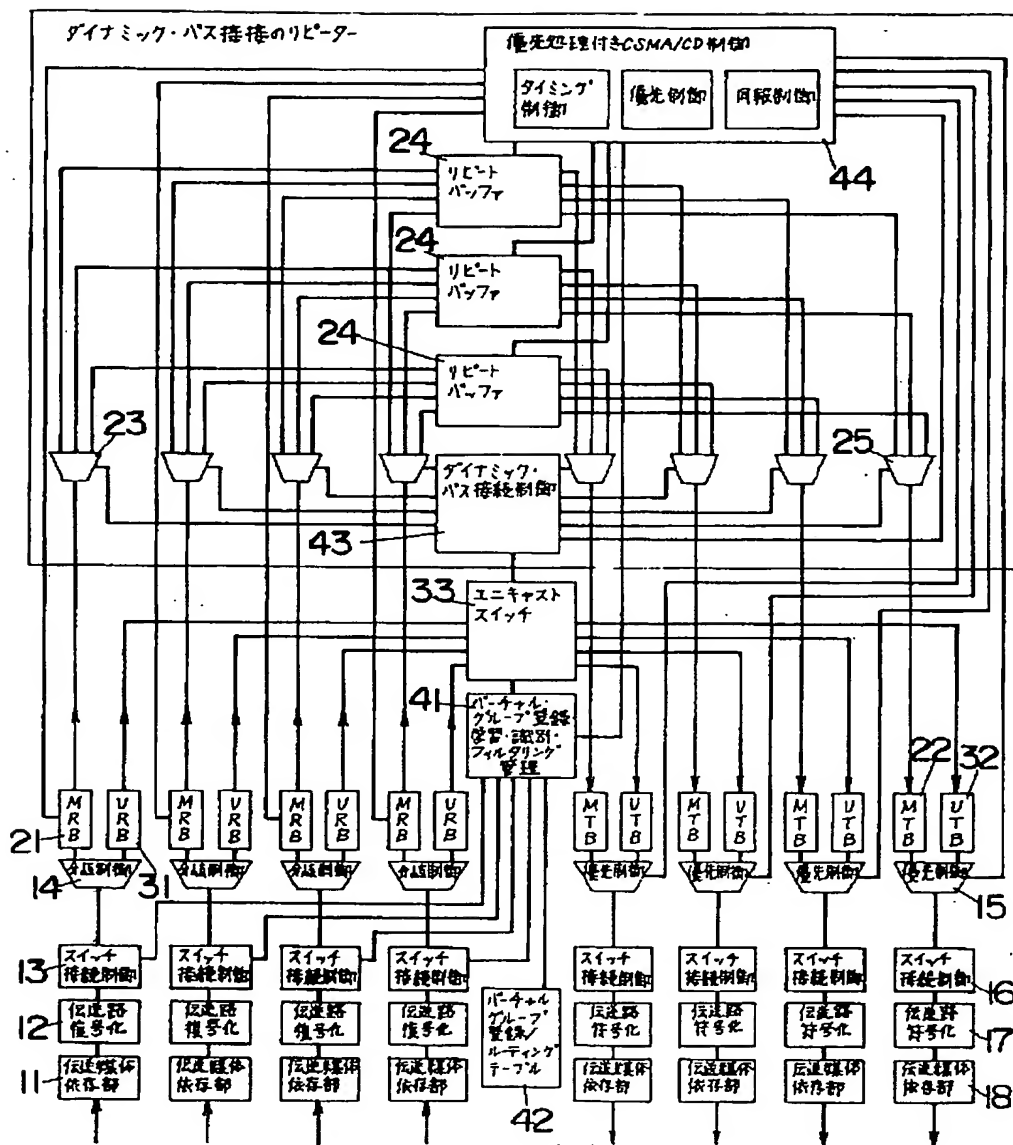 ダイナミック・パス接接のリピーター
優先処理付きCSMA/CD制御
タイミング
制御
優先制御
同報制御
44
24
リピート
バッファ
24
リピート
バッファ
24
リピート
バッファ
23
25
ダイナミック・
パス接続制御
43
33
ユニキャスト
スイッチ
41
バーチャル・
グループ登録・
学習・識別・
フィルタリング
管理
22
32
MRB
URB
MRB
URB
MRB
URB
MRB
URB
MTB
UTB
MTB
UTB
MTB
UTB
MTB
UTB
21
31
分岐制御
分岐制御
分岐制御
分岐制御
優先制御
優先制御
優先制御
優先制御
14
15
13
スイッチ
接続制御
スイッチ
接続制御
スイッチ
接続制御
スイッチ
接続制御
スイッチ
接続制御
スイッチ
接続制御
スイッチ
接続制御
スイッチ
接続制御
16
12
伝送路
復号化
伝送路
復号化
伝送路
復号化
伝送路
復号化
バーチャル
グループ
登録/
ルーティング
テーブル
伝送路
符号化
伝送路
符号化
伝送路
符号化
伝送路
符号化
17
11
伝送媒体
依存部
伝送媒体
依存部
伝送媒体
依存部
伝送媒体
依存部
伝送媒体
依存部
伝送媒体
依存部
伝送媒体
依存部
伝送媒体
依存部
18
42